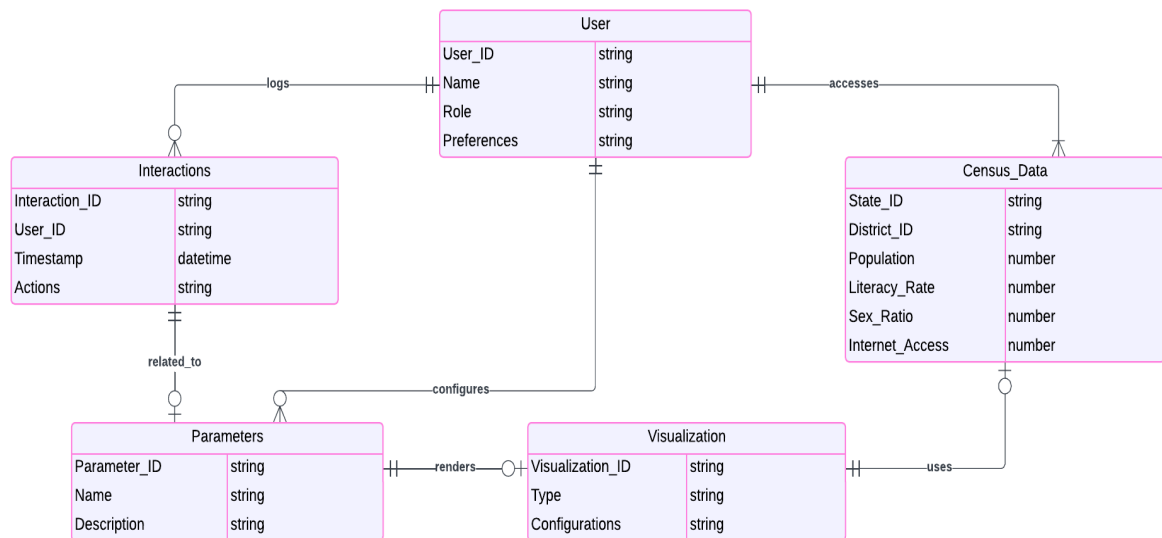 User
User_ID string
Name string
Role string
Preferences string
logs
accesses
Interactions
Interaction_ID string
User_ID string
Timestamp datetime
Actions string
Census_Data
State_ID string
District_ID string
Population number
Literacy_Rate number
Sex_Ratio number
Internet_Access number
related_to
configures
Parameters
Parameter_ID string
Name string
Description string
renders
Visualization
Visualization_ID string
Type string
Configurations string
uses